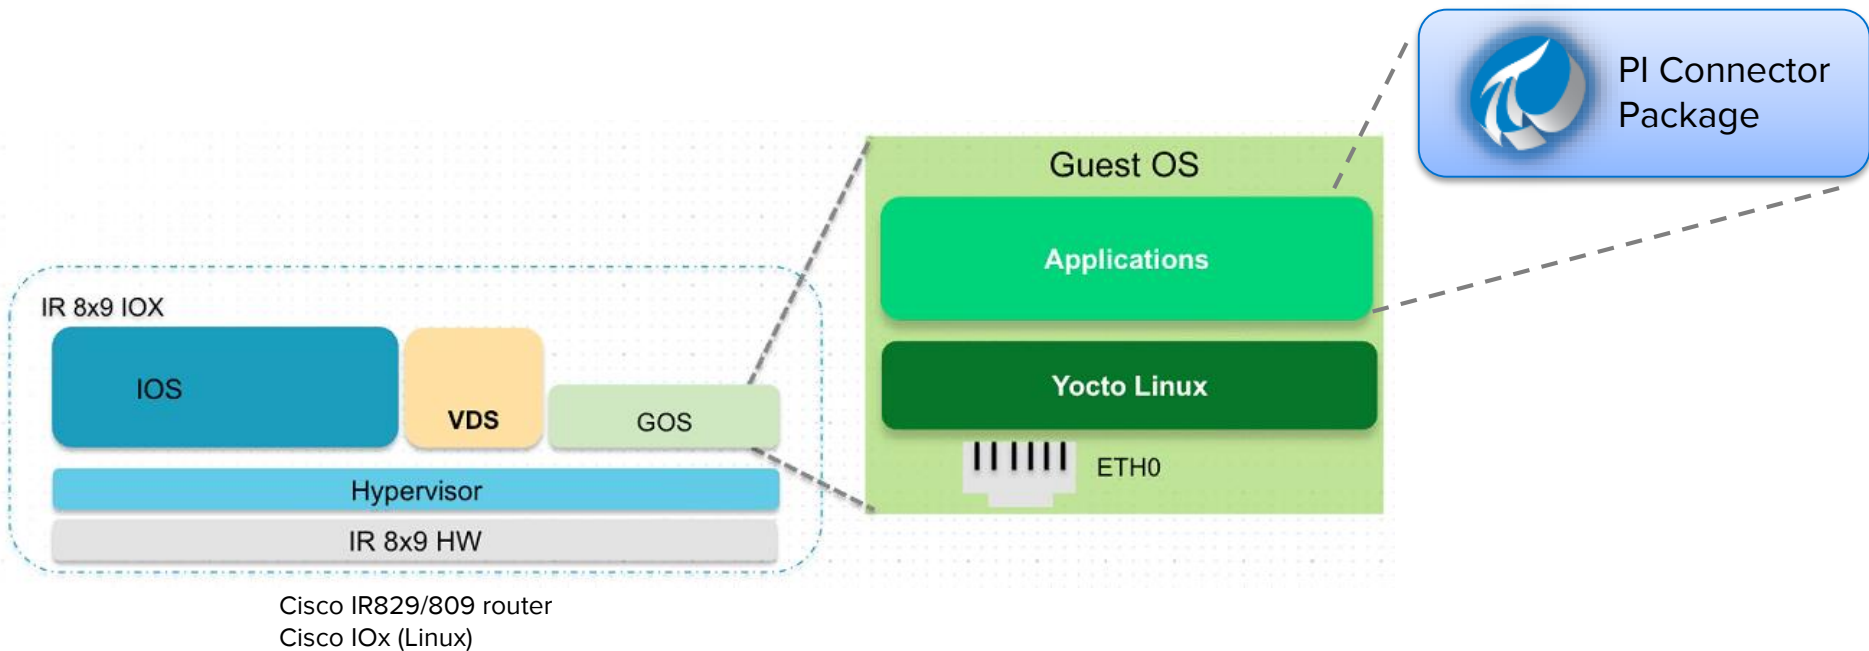 PI Connector
Package
Guest OS
Applications
Yocto Linux
ETH0
IR 8x9 IOX
IOS
VDS
GOS
Hypervisor
IR 8x9 HW
Cisco IR829/809 router
Cisco IOx (Linux)